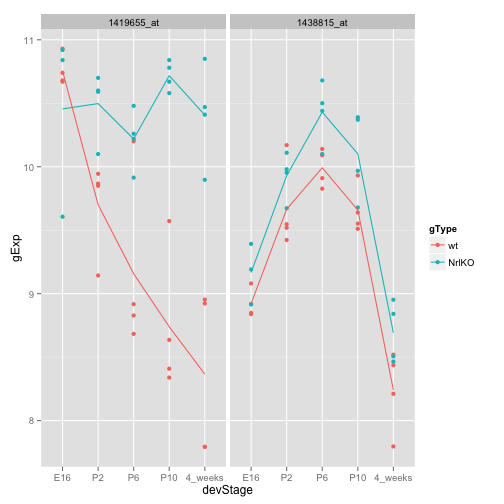 1419655_at 1438815_at
11
10
9
8
gExp
E16 P2 P6 P10 4_weeks E16 P2 P6 P10 4_weeks
devStage
gType
wt
NrlKO